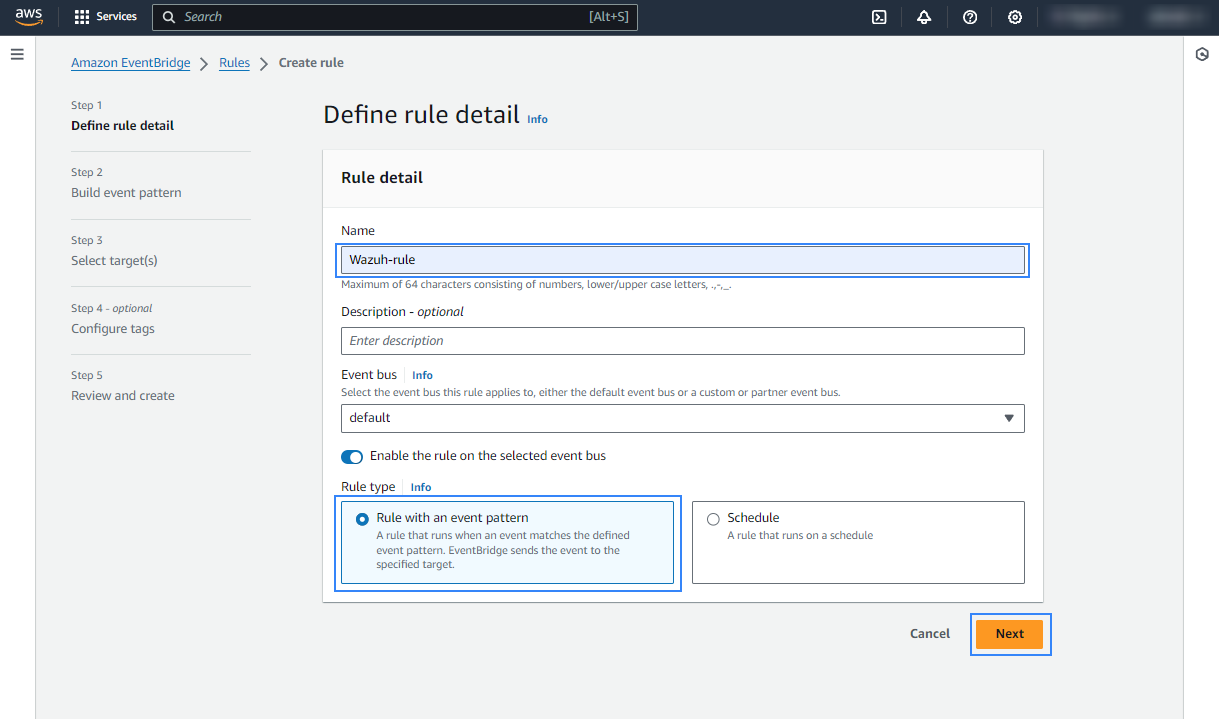 aws Services Search [Alt+S]
Amazon EventBridge Rules Create rule
Step 1
Define rule detail
Step 2
Build event pattern
Step 3
Select target(s)
Step 4 - optional
Configure tags
Step 5
Review and create
Define rule detail Info
Rule detail
Name
Wazuh-rule
Maximum of 64 characters consisting of numbers, lower/upper case letters, .,-,_.
Description - optional
Enter description
Event bus Info
Select the event bus this rule applies to, either the default event bus or a custom or partner event bus.
default
Enable the rule on the selected event bus
Rule type Info
Rule with an event pattern
A rule that runs when an event matches the defined
event pattern. EventBridge sends the event to the
specified target.
Schedule
A rule that runs on a schedule
Cancel Next